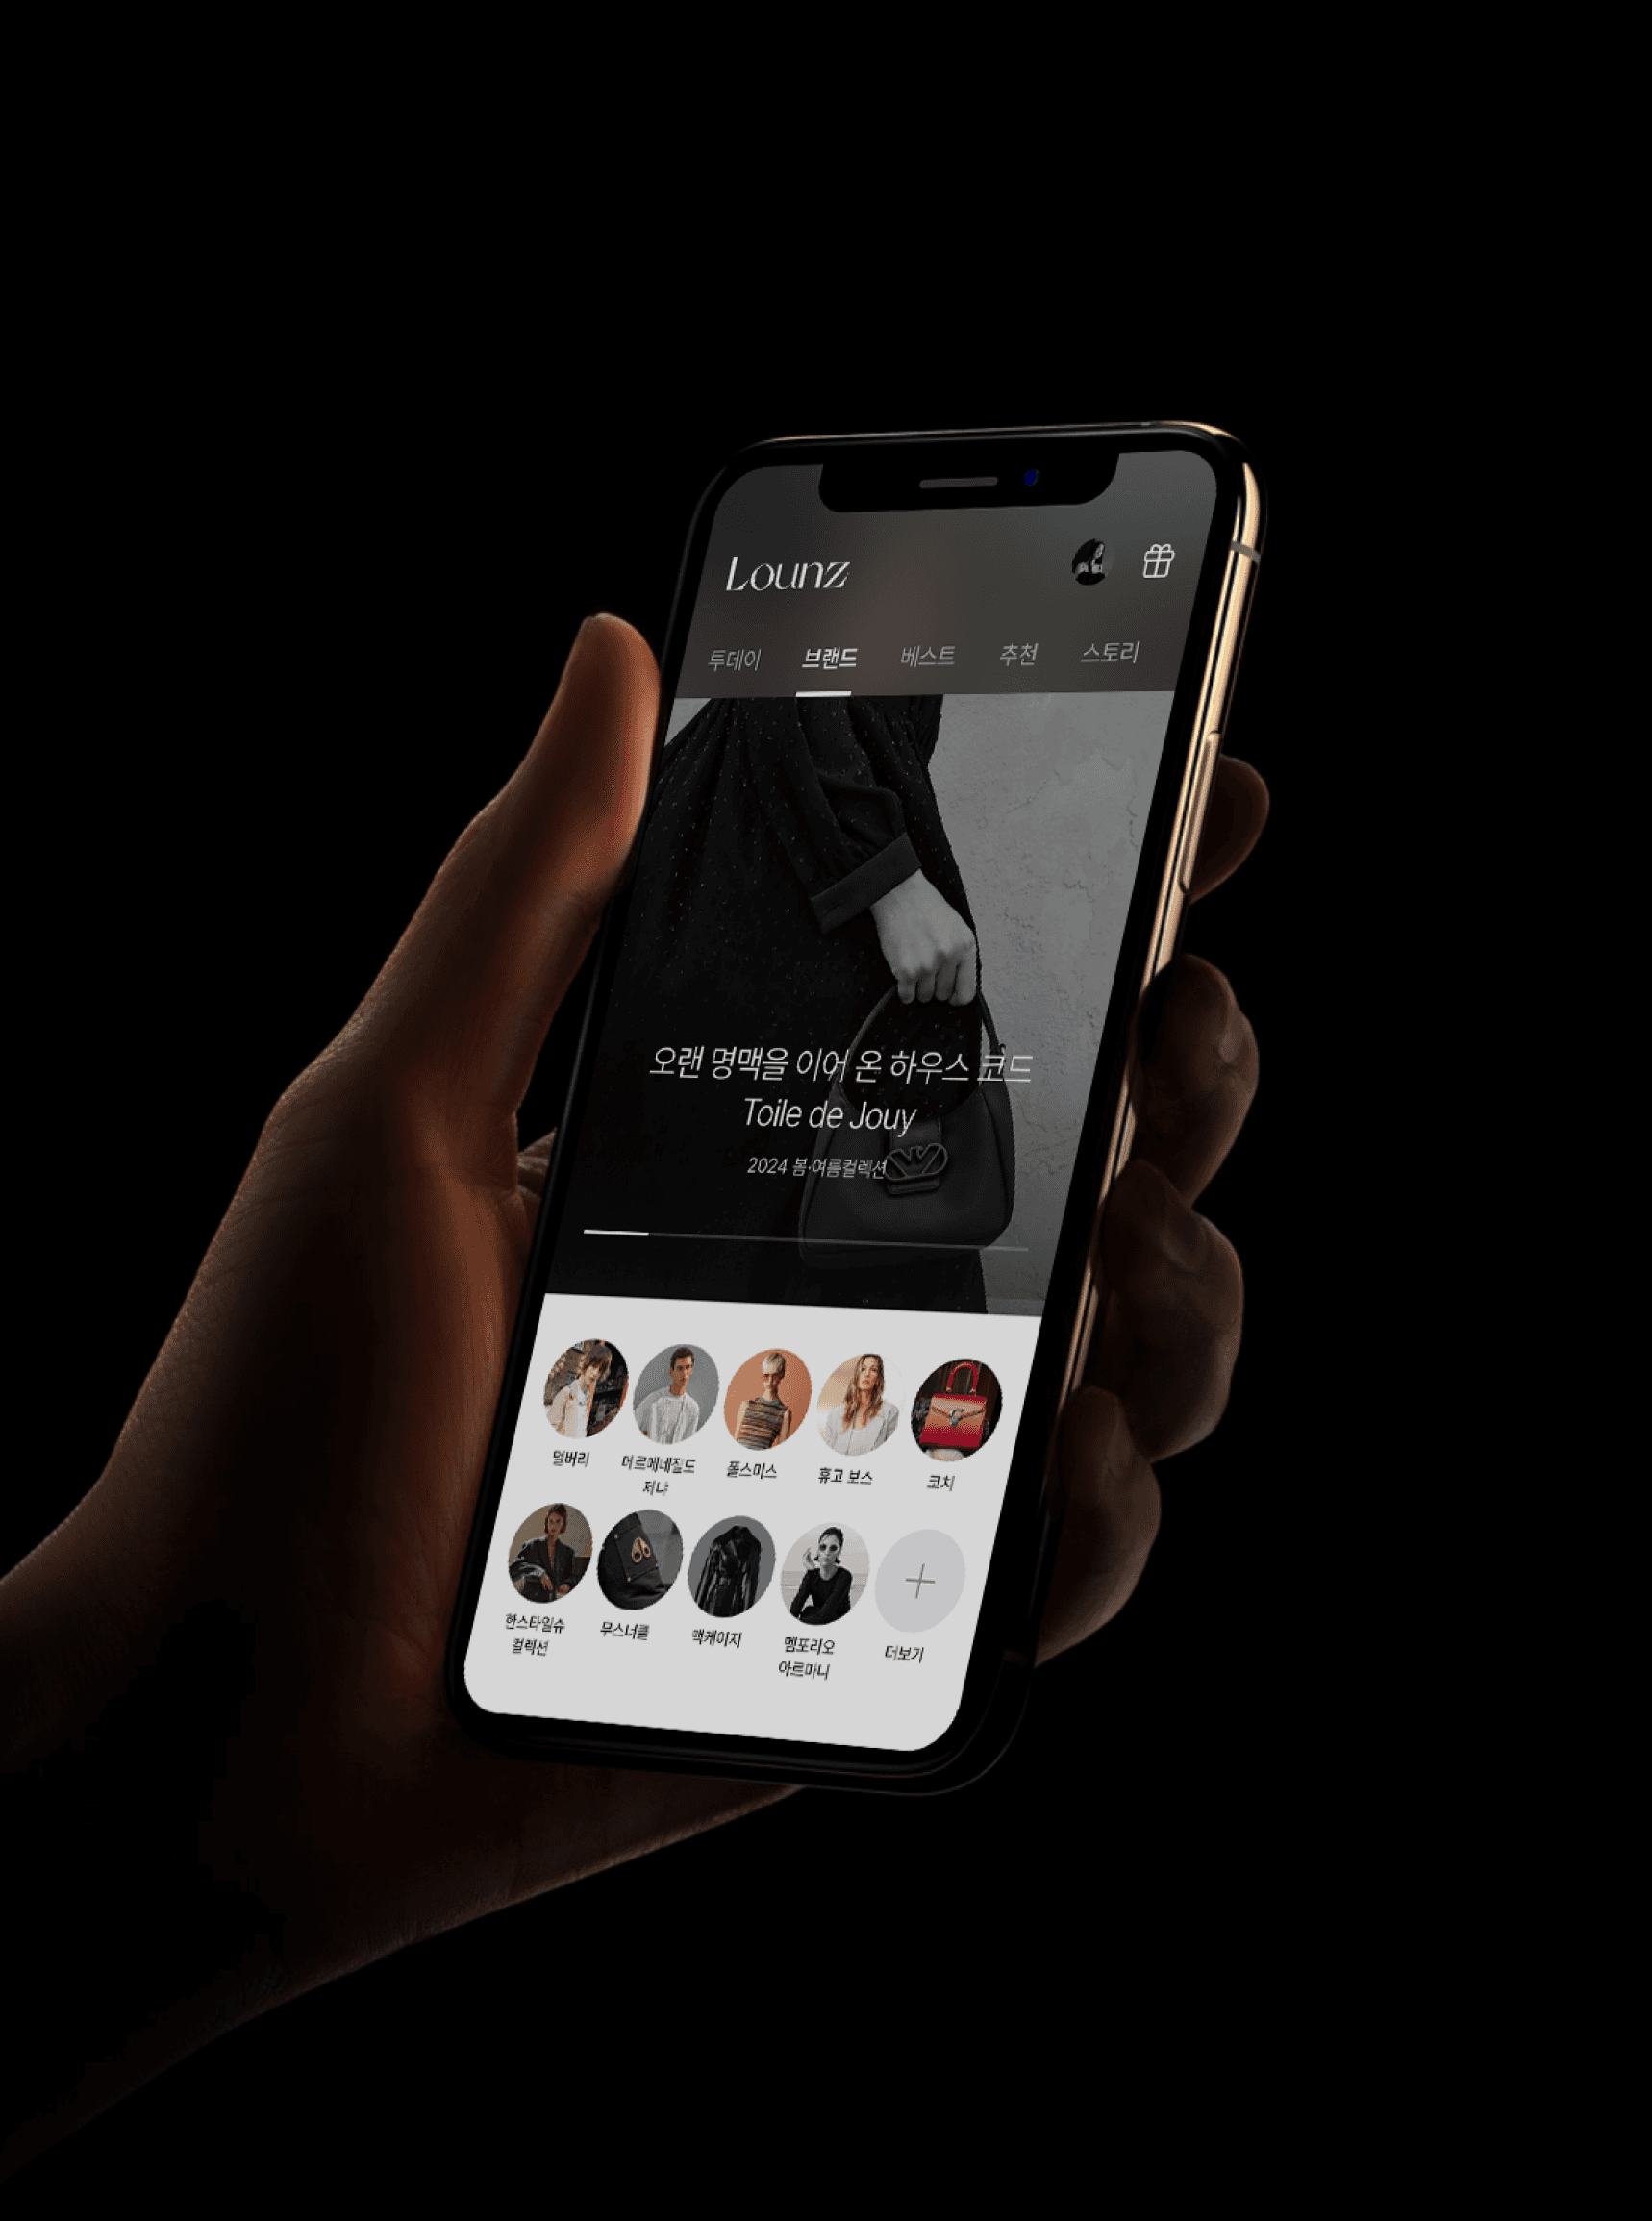 Lounz
투데이 브랜드 베스트 추천 스토리
오랜 명맥을 이어 온 하우스 코드
Toile de Jouy
2024 봄·여름컬렉션
멀버리 에르메네질도 폴스미스 휴고 보스 코치
제냐
한스타일슈 무스너클 맥케이지 엠포리오 더보기
컬렉션 아르마니